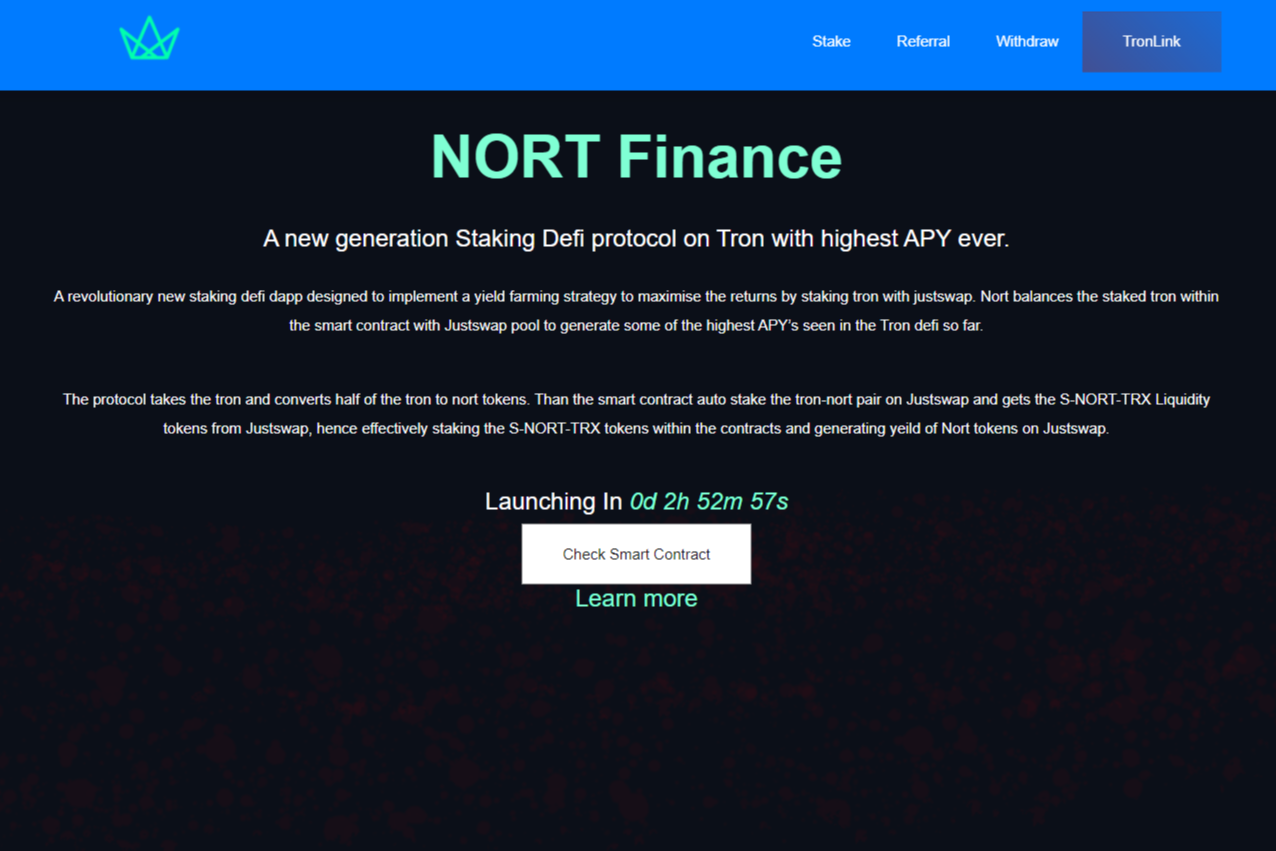 Stake Referral Withdraw TronLink
NORT Finance
A new generation Staking Defi protocol on Tron with highest APY ever.
A revolutionary new staking defi dapp designed to implement a yield farming strategy to maximise the returns by staking tron with justswap. Nort balances the staked tron within
the smart contract with Justswap pool to generate some of the highest APY's seen in the Tron defi so far.
The protocol takes the tron and converts half of the tron to nort tokens. Than the smart contract auto stake the tron-nort pair on Justswap and gets the S-NORT-TRX Liquidity
tokens from Justswap, hence effectively staking the S-NORT-TRX tokens within the contracts and generating yeild of Nort tokens on Justswap.
Launching In 0d 2h 52m 57s
Check Smart Contract
Learn more